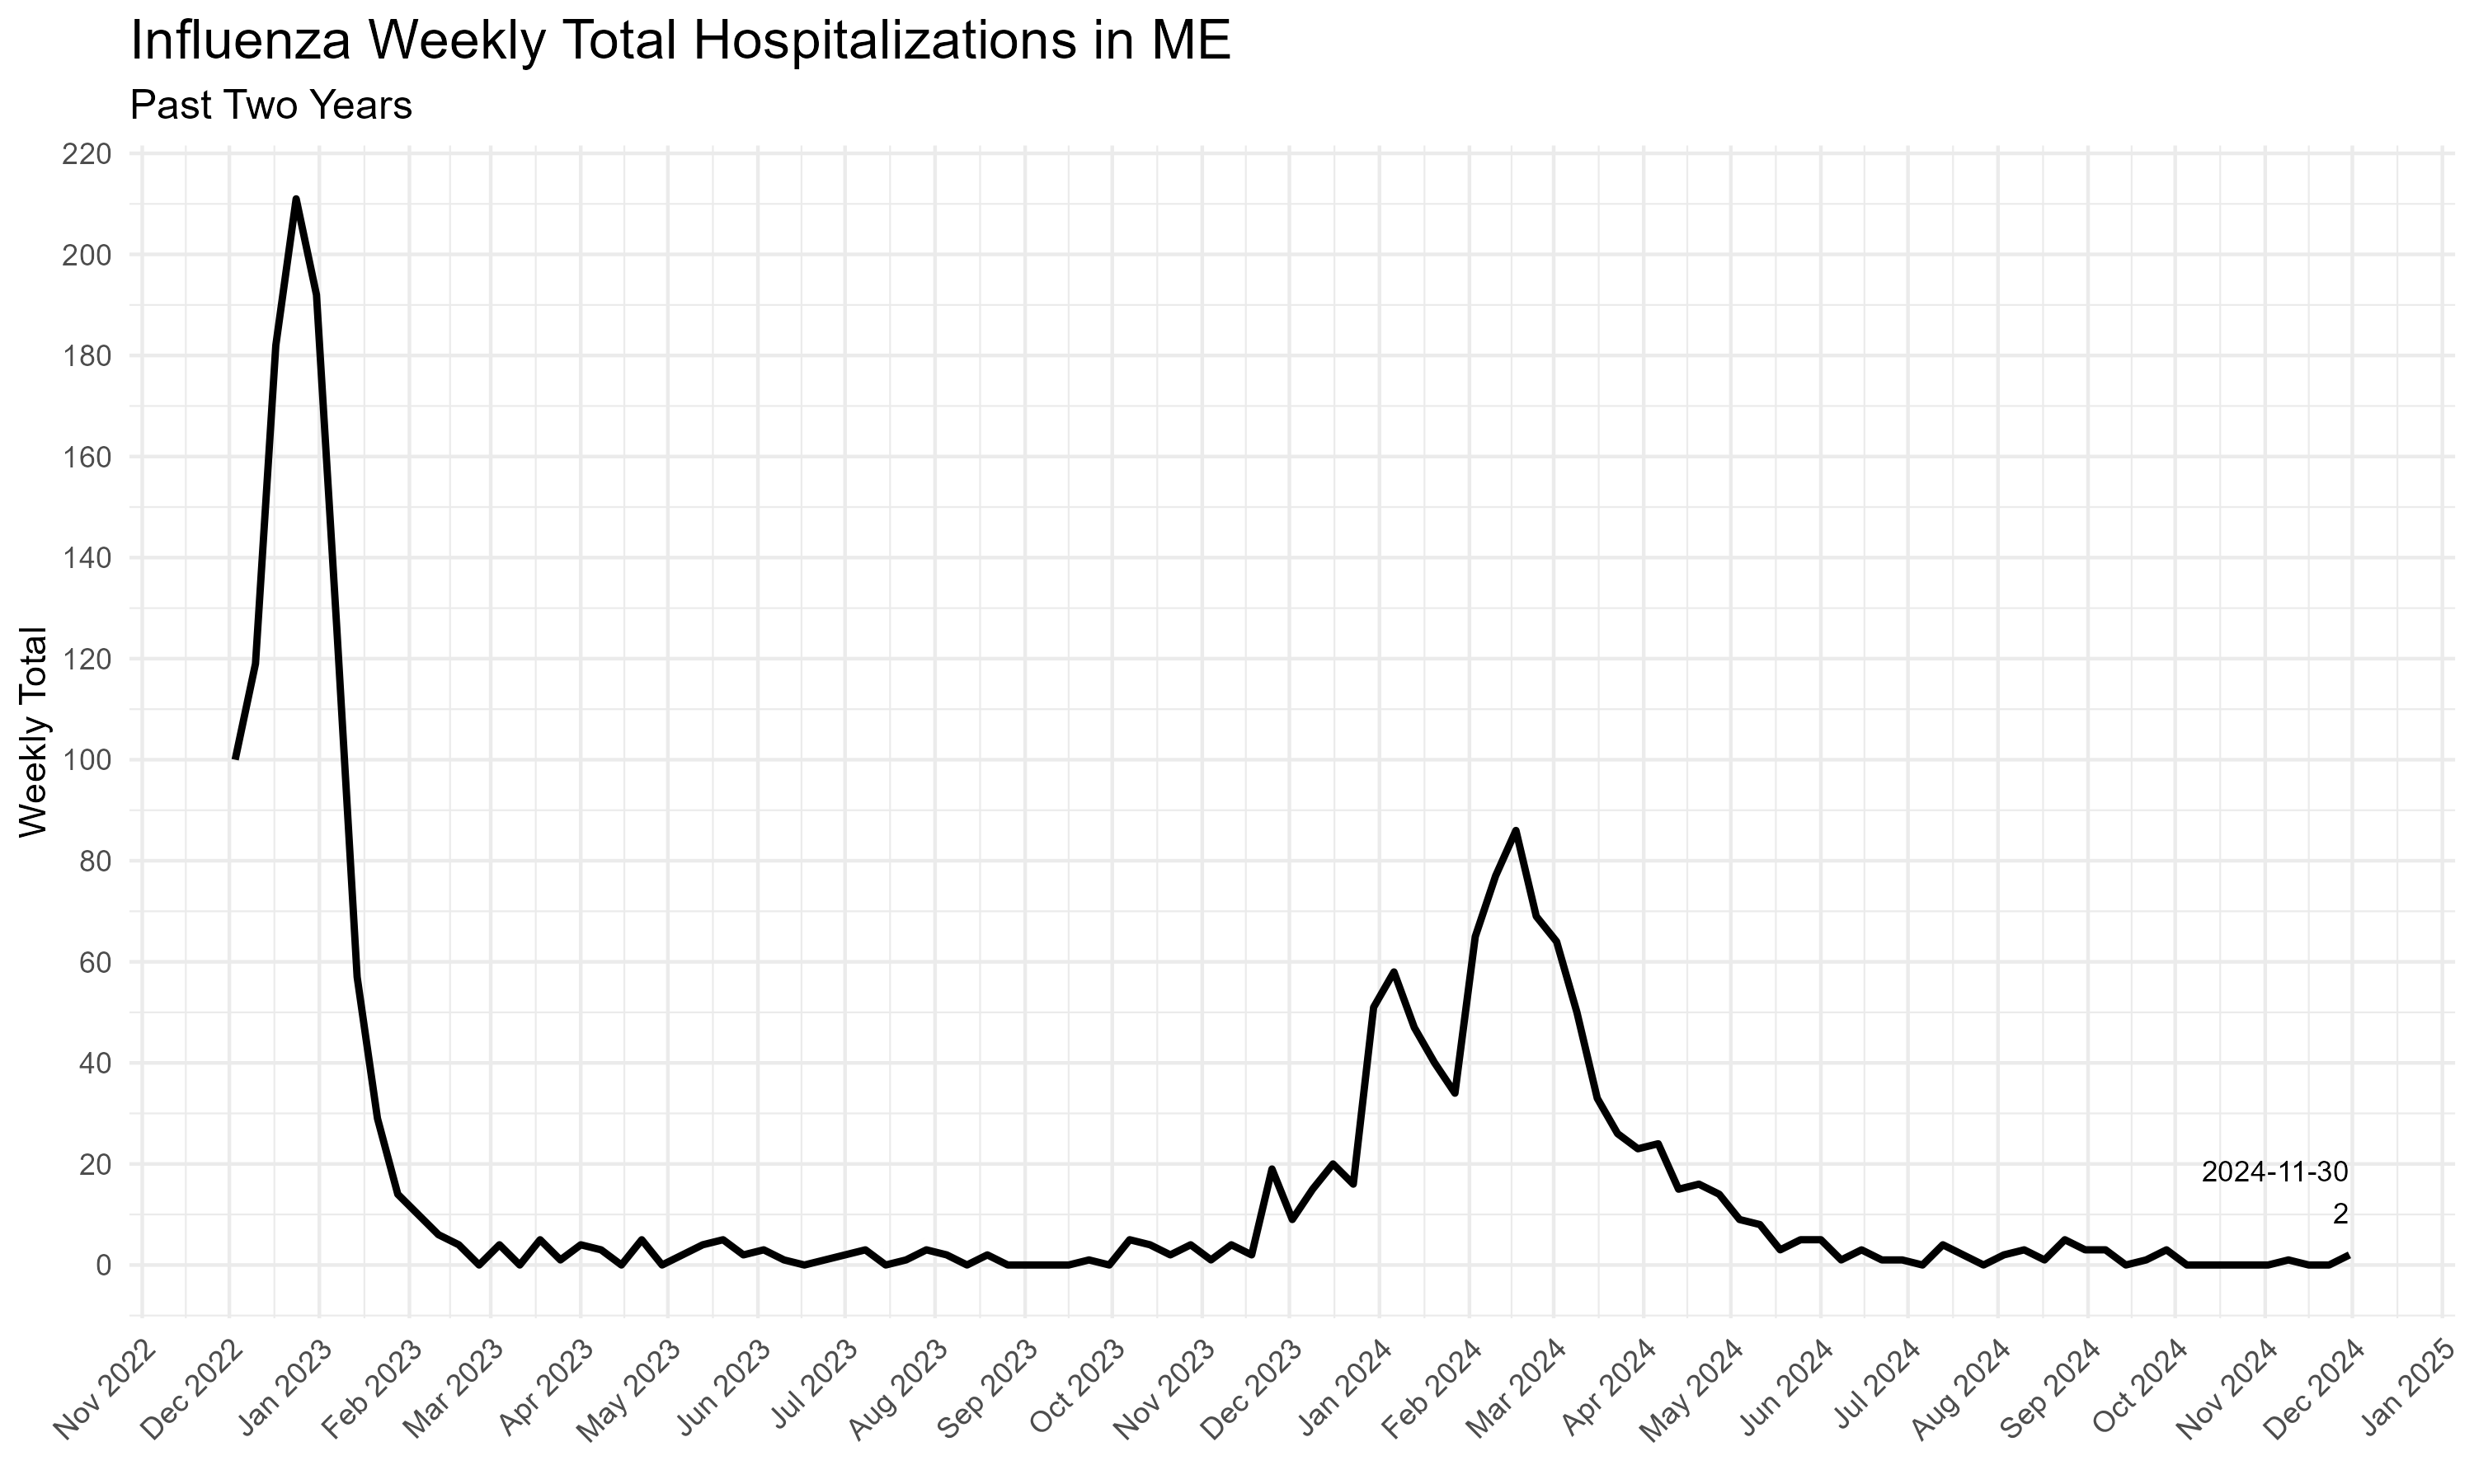 Influenza Weekly Total Hospitalizations in ME
Past Two Years
Weekly Total
220
200
180
160
140
120
100
80
60
40
20
0
2024-11-30
2
Nov 2022
Dec 2022
Jan 2023
Feb 2023
Mar 2023
Apr 2023
May 2023
Jun 2023
Jul 2023
Aug 2023
Sep 2023
Oct 2023
Nov 2023
Dec 2023
Jan 2024
Feb 2024
Mar 2024
Apr 2024
May 2024
Jun 2024
Jul 2024
Aug 2024
Sep 2024
Oct 2024
Nov 2024
Dec 2024
Jan 2025